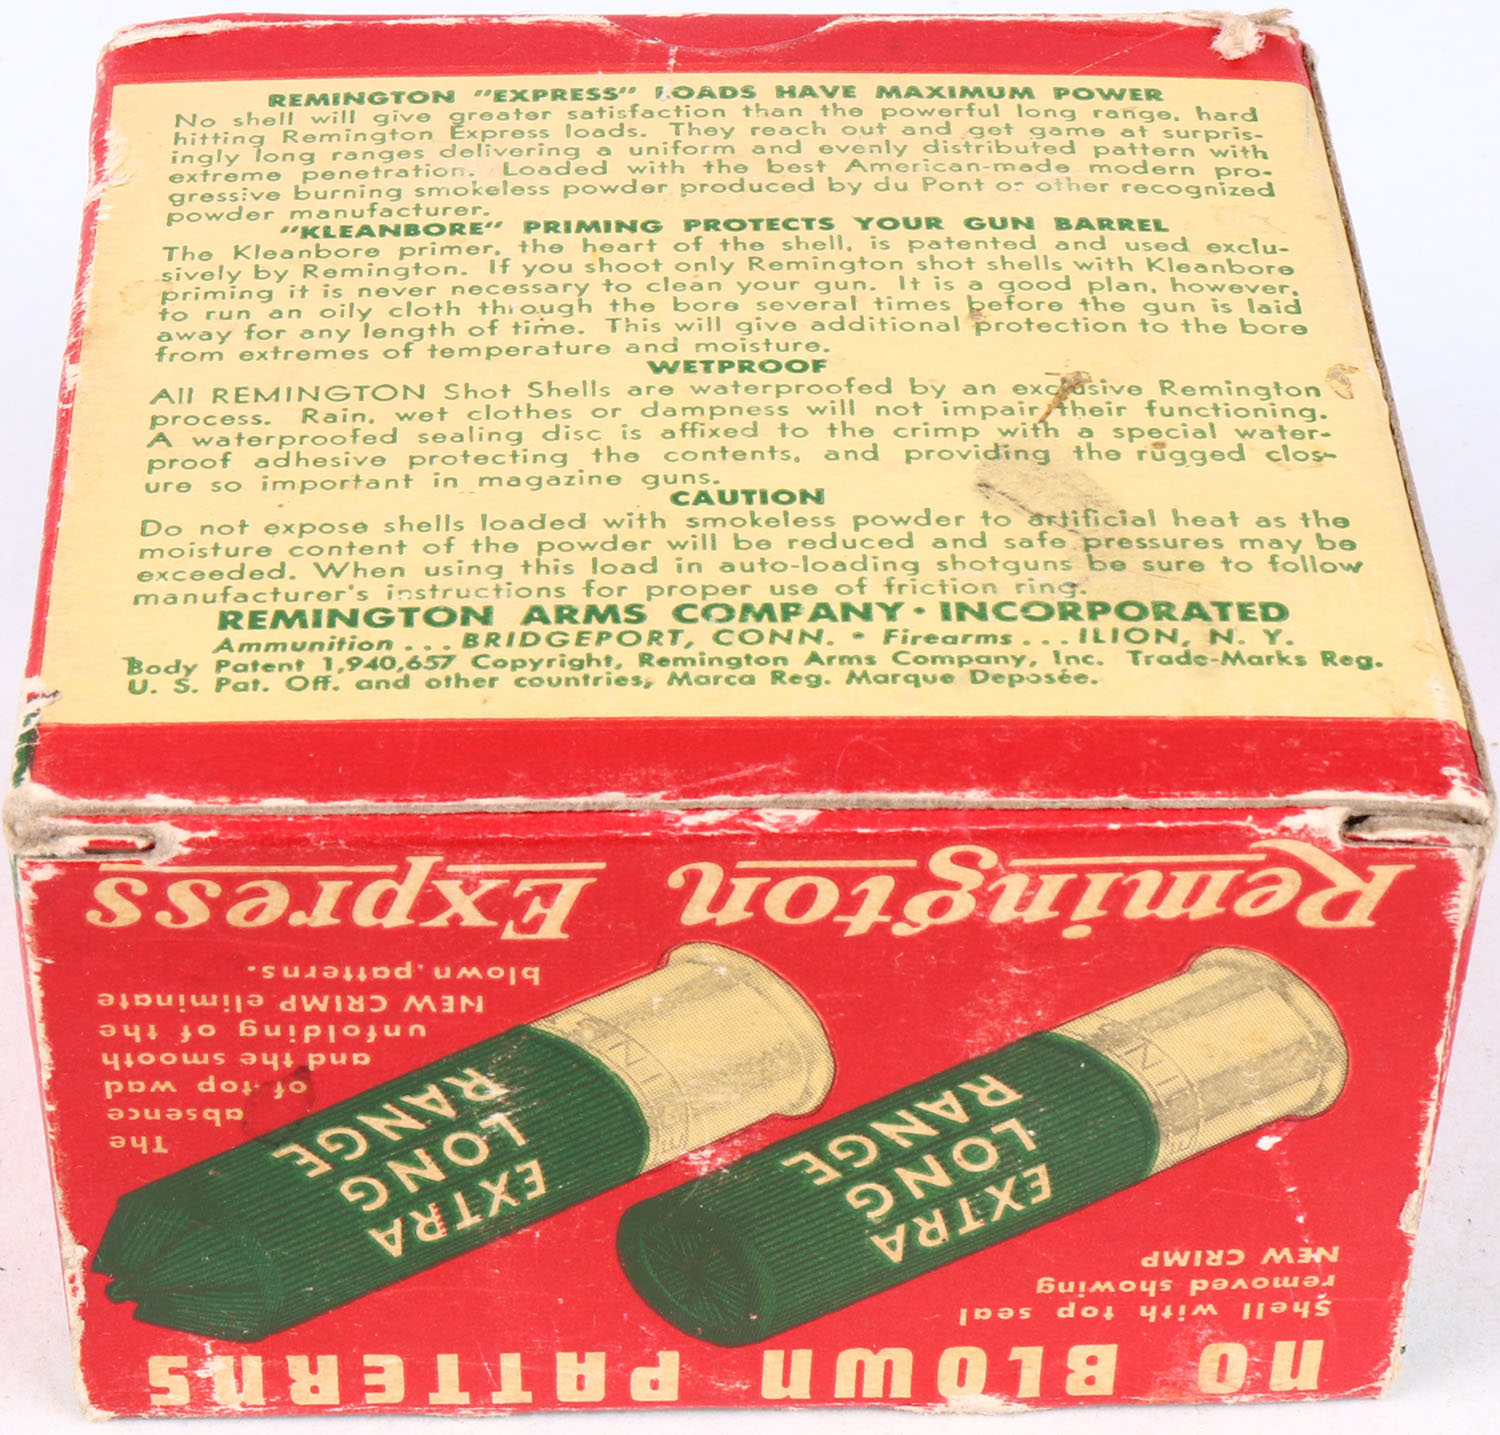 REMINGTON "EXPRESS" LOADS HAVE MAXIMUM POWER
No shell will give greater satisfaction than the powerful long range, hard
hitting Remington Express loads. They reach out and get game at surpris-
ingly long ranges delivering a uniform and evenly distributed pattern with
extreme penetration. Loaded with the best American-made modern pro-
gressive burning smokeless powder produced by du Pont or other recognized
powder manufacturer.
"KLEANBORE" PRIMING PROTECTS YOUR GUN BARREL
The Kleanbore primer, the heart of the shell, is patented and used exclu-
sively by Remington. If you shoot only Remington shot shells with Kleanbore
priming it is never necessary to clean your gun. It is a good plan, however,
to run an oily cloth through the bore several times before the gun is laid
away for any length of time. This will give additional protection to the bore
from extremes of temperature and moisture.
WETPROOF
All REMINGTON Shot Shells are waterproofed by an exclusive Remington
process. Rain, wet clothes or dampness will not impair their functioning.
A waterproofed sealing disc is affixed to the crimp with a special water-
proof adhesive protecting the contents, and providing the rugged clos-
ure so important in magazine guns.
CAUTION
Do not expose shells loaded with smokeless powder to artificial heat as the
moisture content of the powder will be reduced and safe pressures may be
exceeded. When using this load in auto-loading shotguns be sure to follow
manufacturer's instructions for proper use of friction ring.
REMINGTON ARMS COMPANY · INCORPORATED
Ammunition . . . BRIDGEPORT, CONN. • Firearms . . . ILION, N. Y.
Body Patent 1,940,657 Copyright, Remington Arms Company, Inc. Trade-Marks Reg.
U. S. Pat. Off. and other countries, Marca Reg. Marque Deposée.
NO BLOWN PATTERNS
Shell with top seal
removed showing
NEW CRIMP
EXTRA
LONG
RANGE
EXTRA
LONG
RANGE
The
absence
of top wad
and the smooth
unfolding of the
NEW CRIMP eliminate
blown patterns.
Remington Express